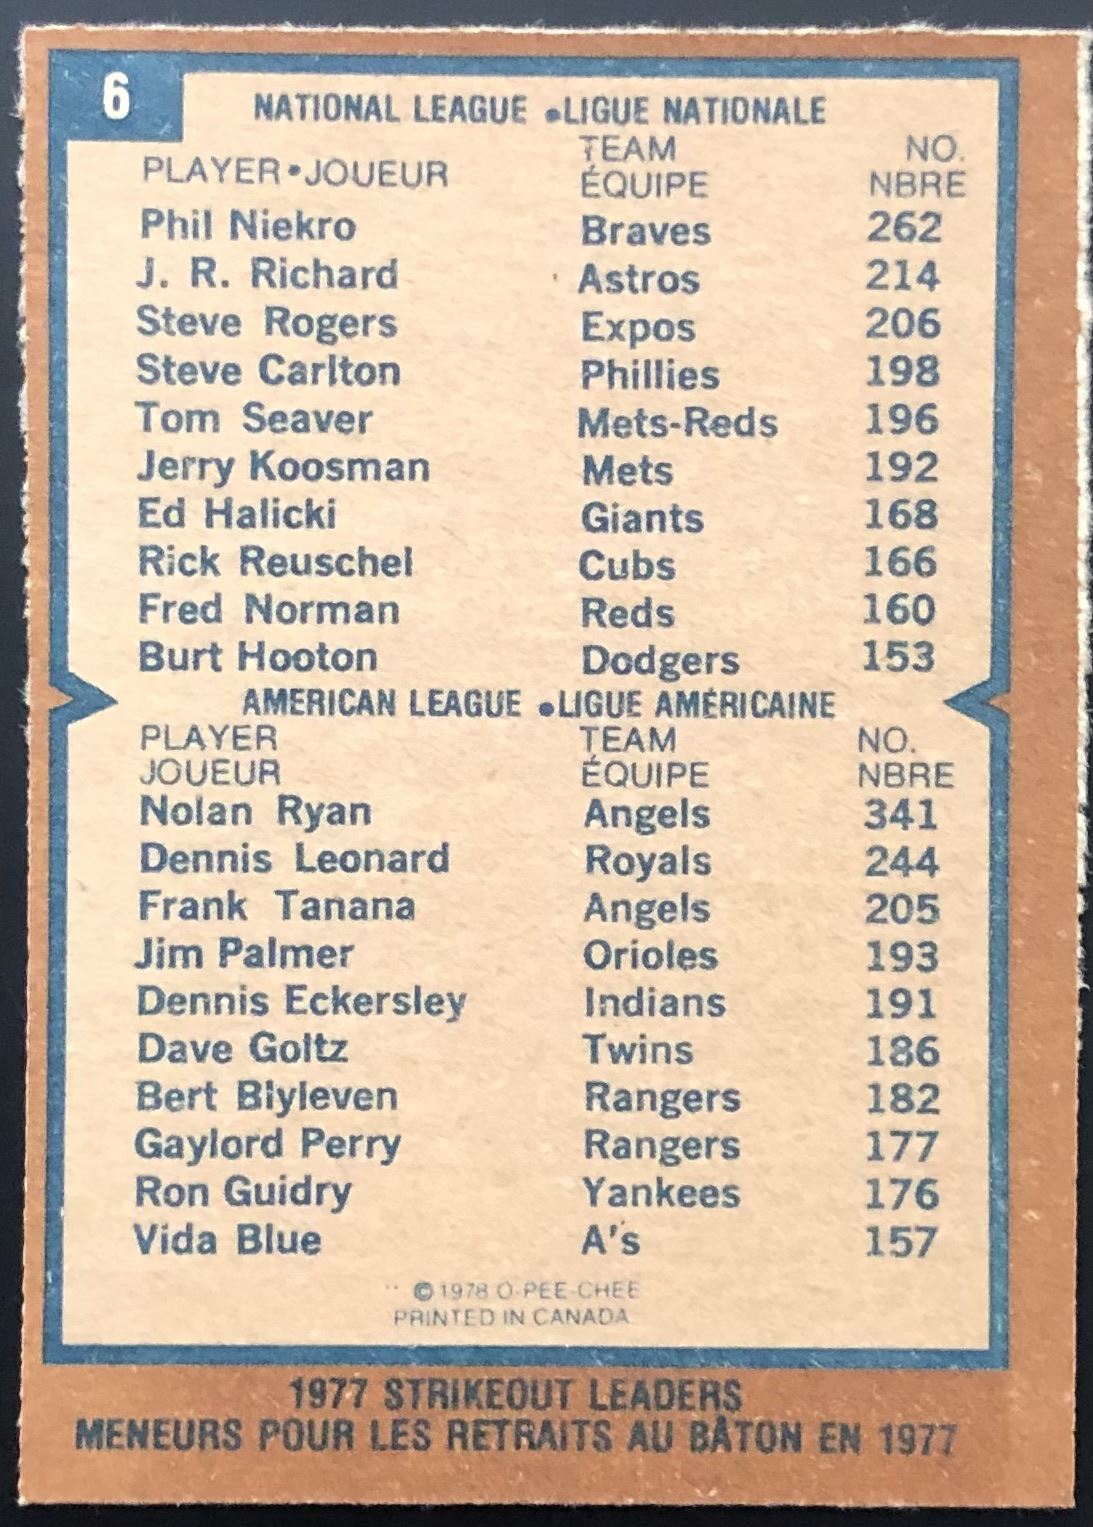 6
NATIONAL LEAGUE •LIGUE NATIONALE
PLAYER•JOUEUR TEAM ÉQUIPE NO. NBRE
Phil Niekro Braves 262
J. R. Richard Astros 214
Steve Rogers Expos 206
Steve Carlton Phillies 198
Tom Seaver Mets-Reds 196
Jerry Koosman Mets 192
Ed Halicki Giants 168
Rick Reuschel Cubs 166
Fred Norman Reds 160
Burt Hooton Dodgers 153
AMERICAN LEAGUE •LIGUE AMÉRICAINE
PLAYER TEAM NO.
JOUEUR ÉQUIPE NBRE
Nolan Ryan Angels 341
Dennis Leonard Royals 244
Frank Tanana Angels 205
Jim Palmer Orioles 193
Dennis Eckersley Indians 191
Dave Goltz Twins 186
Bert Blyleven Rangers 182
Gaylord Perry Rangers 177
Ron Guidry Yankees 176
Vida Blue A's 157
© 1978 O-PEE-CHEE
PRINTED IN CANADA
1977 STRIKEOUT LEADERS
MENEURS POUR LES RETRAITS AU BÂTON EN 1977